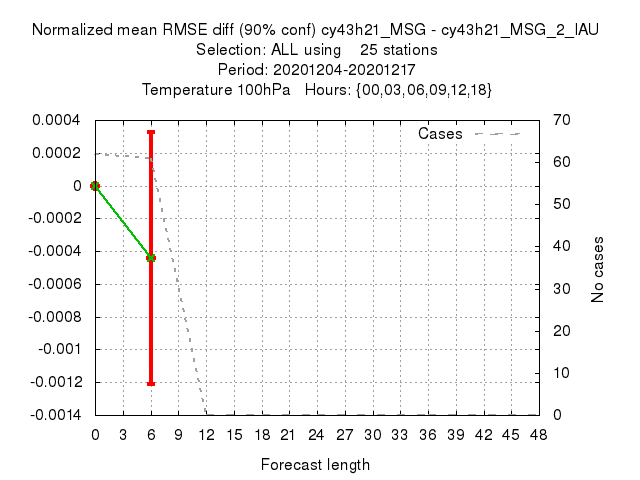 Normalized mean RMSE diff (90% conf) cy43h21_MSG - cy43h21_MSG_2_IAU
Selection: ALL using    25 stations
Period: 20201204-20201217
Temperature 100hPa   Hours: {00,03,06,09,12,18}
Cases
0.0004
0.0002
0
-0.0002
-0.0004
-0.0006
-0.0008
-0.001
-0.0012
-0.0014
70
60
50
40
30
20
10
0
No cases
0 3 6 9 12 15 18 21 24 27 30 33 36 39 42 45 48
Forecast length